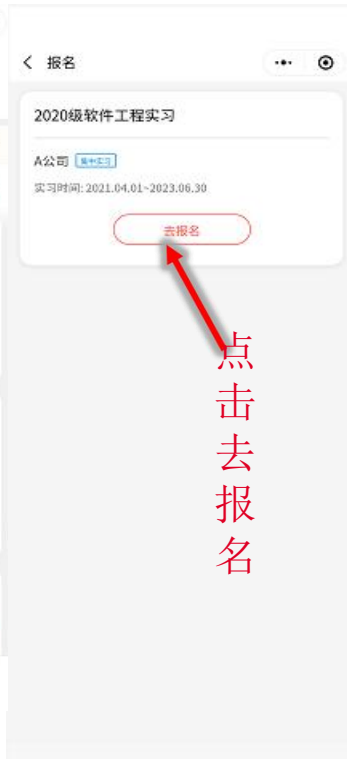 报名
2020级软件工程实习
A公司 集中实习
实习时间: 2021.04.01~2023.06.30
去报名
点
击
去
报
名